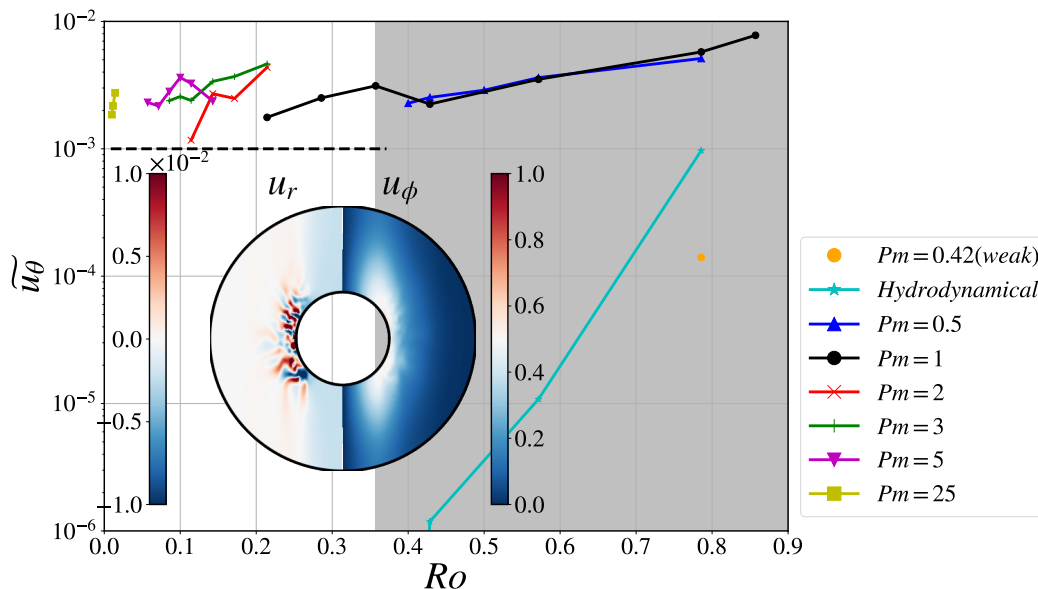 10⁻²
10⁻³
10⁻⁴
10⁻⁵
10⁻⁶
ũ_θ
×10⁻²
u_r
u_ϕ
1.0
0.5
0.0
−0.5
−1.0
1.0
0.8
0.6
0.4
0.2
0.0
0.0 0.1 0.2 0.3 0.4 0.5 0.6 0.7 0.8 0.9
Ro
Pm = 0.42(weak)
Hydrodynamical
Pm = 0.5
Pm = 1
Pm = 2
Pm = 3
Pm = 5
Pm = 25